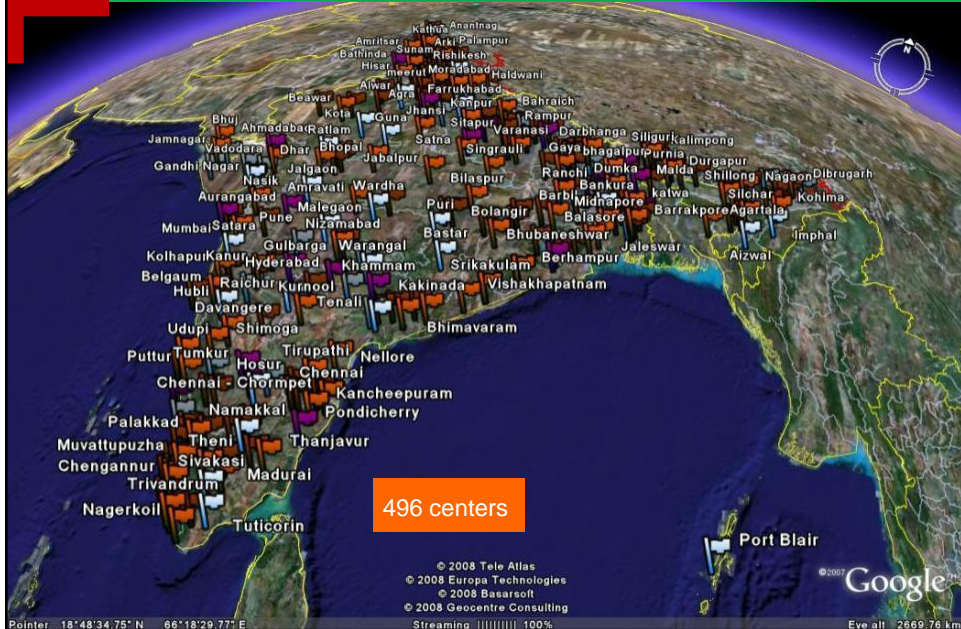 Kathua Anantnag
Amritsar Arki Palampur
Sunam
Bathinda Rishikesh
Hisar
meerut Moradabad Haldwani
Alwar Farrukhabad
Agra
Beawar Kanpur Bahraich
Jhansi
Kota Guna Sitapur Rampur
Bhuj
Ahmadabad Ratlam Varanasi Darbhanga Siliguri Kalimpong
Jamnagar Satna
Vadodara Dhar Bhopal Singrauli Gaya bhagalpur Purnia
Jabalpur Durgapur
Gandhi Nagar Jalgaon Ranchi Dumka Malda Shillong Nagaon Dibrugarh
Nasik Bilaspur Bankura
Amravati Wardha katwa Silchar Kohima
Aurangabad Midhapore
Malegaon Puri Bolangir Balasore Barrakpore Agartala
Pune Nizamabad
Mumbai Satara Bastar Bhubaneshwar Imphal
Gulbarga Warangal Jaleswar Aizwal
Kolhapur Kanur Hyderabad Khammam Srikakulam Berhampur
Belgaum Raichur Kurnool Kakinada Vishakhapatnam
Hubli Tenali
Davangere
Bhimavaram
Udupi Shimoga
Puttur Tumkur Tirupathi Nellore
Hosur
Chennai
Chennai - Chormpet
Kancheepuram
Namakkal Pondicherry
Palakkad
Muvattupuzha Theni Thanjavur
Chengannur Sivakasi
Madurai
Trivandrum
Nagerkoil
Tuticorin
496 centers
Port Blair
N
© 2008 Tele Atlas
© 2008 Europa Technologies
© 2008 Basarsoft
© 2008 Geocentre Consulting
©2007 Google
Pointer 18°48'34.75" N 66°18'29.77" E Streaming |||||||||| 100% Eye alt 2669.76 km